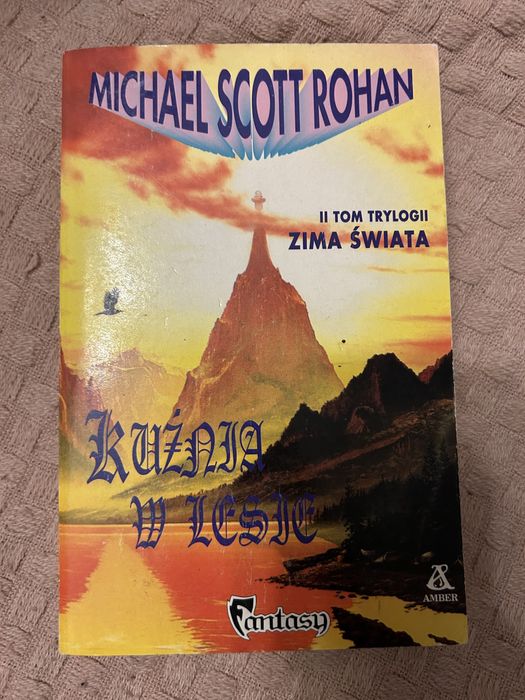 MICHAEL SCOTT ROHAN
II TOM TRYLOGII
ZIMA ŚWIATA
KUŹNIA
W LESIE
AMBER
Fantasy